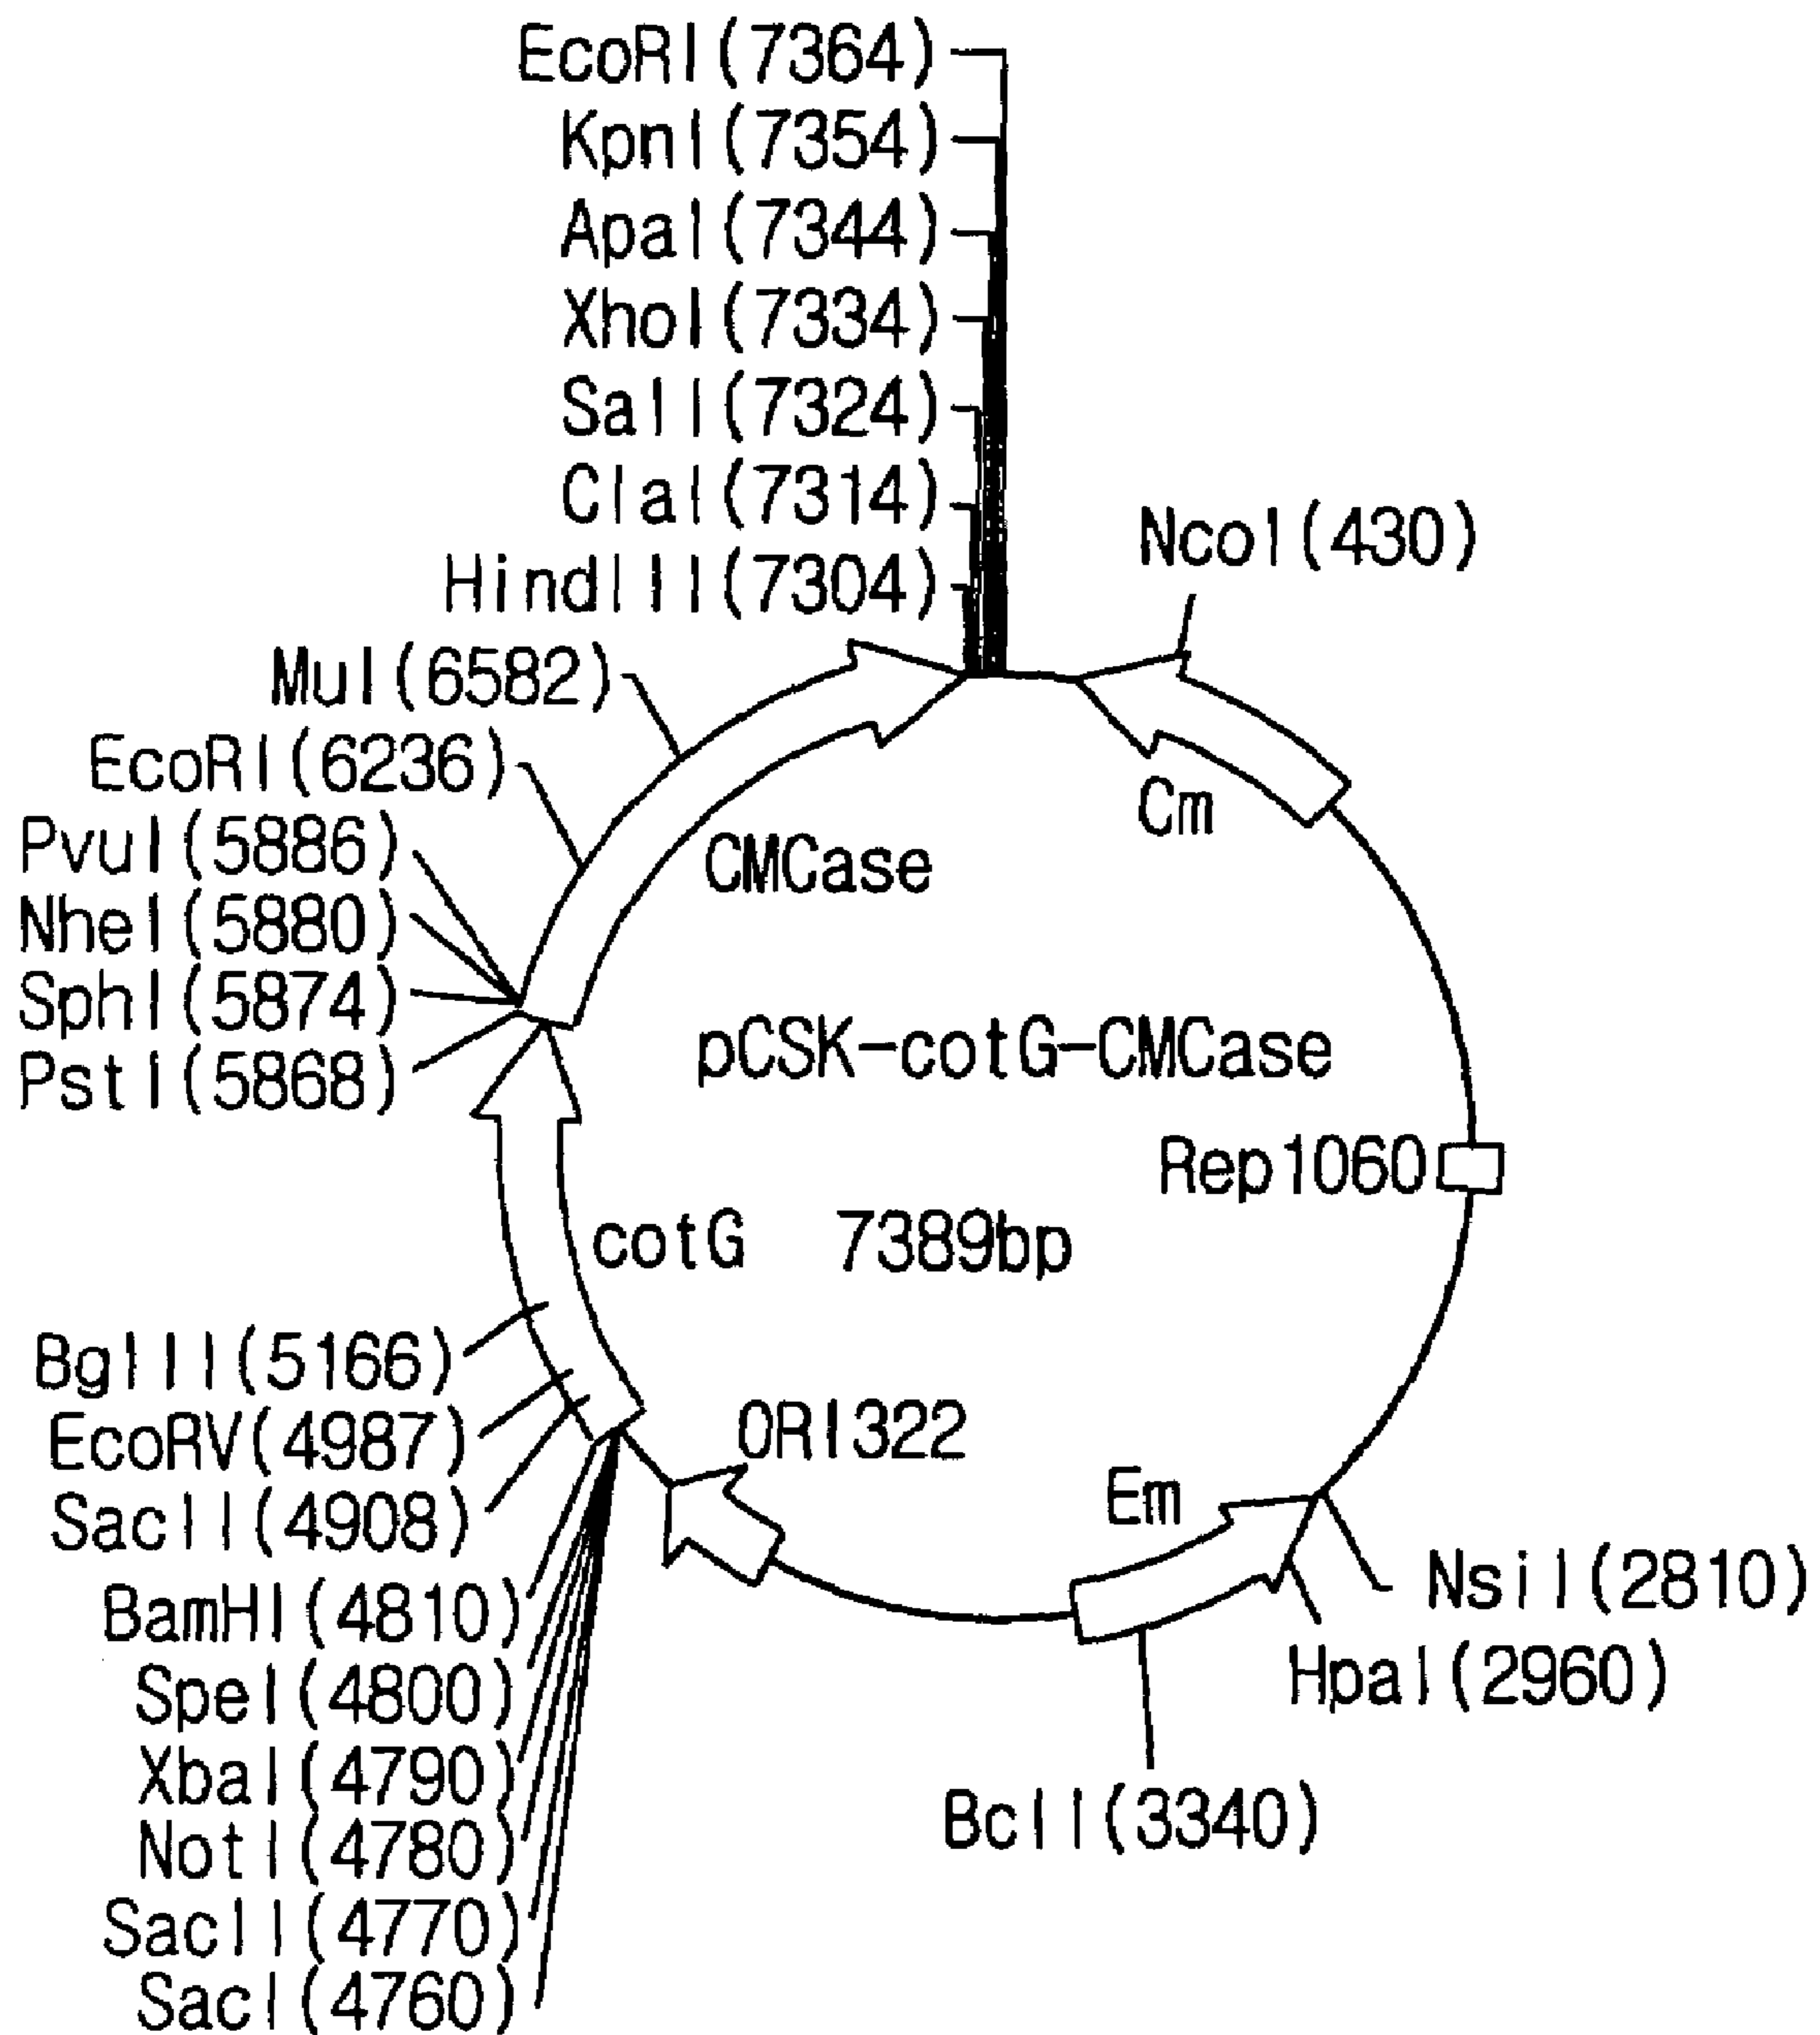 EcoRI(7364)
KpnI(7354)
ApaI(7344)
XhoI(7334)
SalI(7324)
ClaI(7314)
HindIII(7304)
NcoI(430)
MuI(6582)
EcoRI(6236)
PvuI(5886)
NheI(5880)
SphI(5874)
PstI(5868)
Cm
CMCase
pCSK-cotG-CMCase
Rep1060
cotG 7389bp
BglII(5166)
EcoRV(4987)
SacII(4908)
ORI322
Em
BamHI(4810)
SpeI(4800)
XbaI(4790)
NotI(4780)
SacII(4770)
SacI(4760)
NsiI(2810)
HpaI(2960)
BclI(3340)